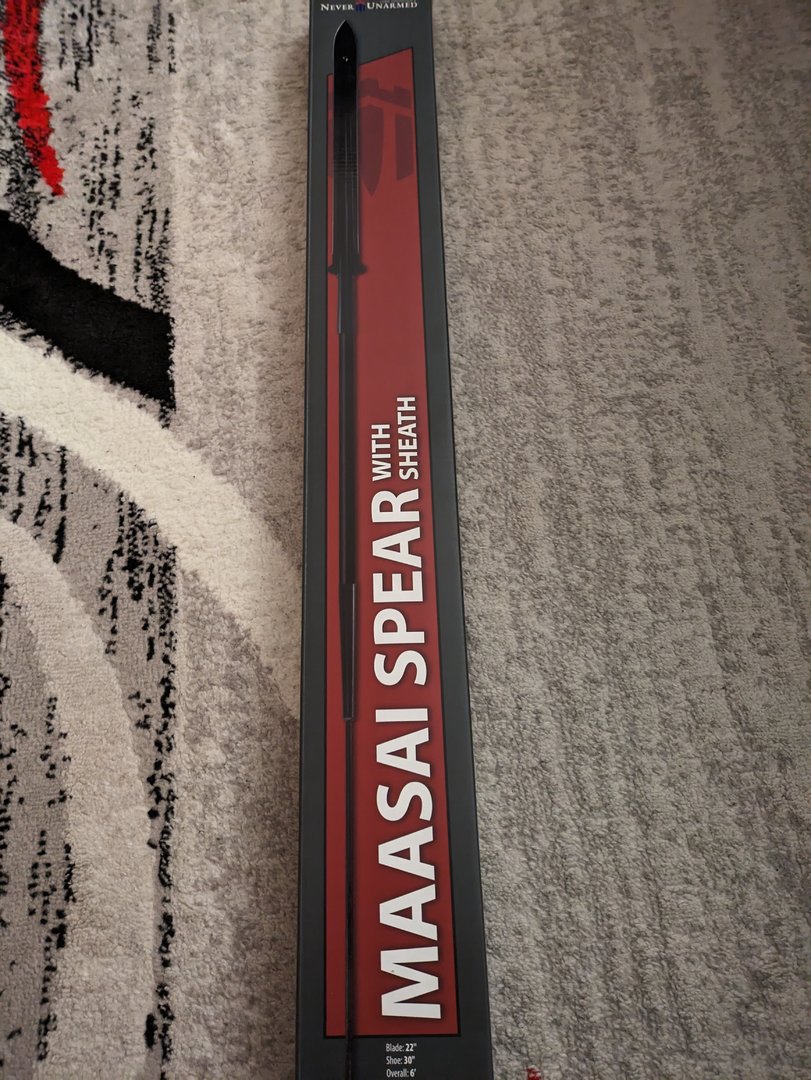 NEVER UNARMED
MAASAI SPEAR WITH
SHEATH
Blade: 22"
Shoe: 30"
Overall: 6'